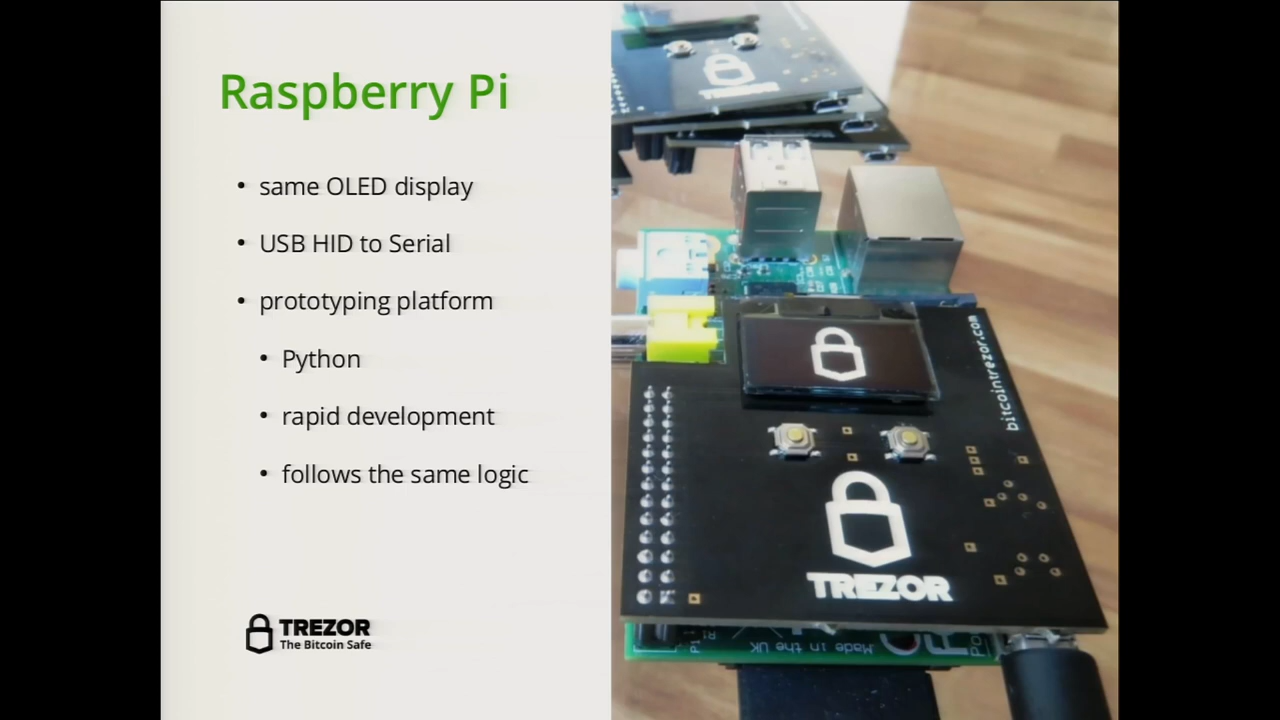 Raspberry Pi
• same OLED display
• USB HID to Serial
• prototyping platform
• Python
• rapid development
• follows the same logic
TREZOR
The Bitcoin Safe
bitcointrezor.com
TREZOR
Made in the UK